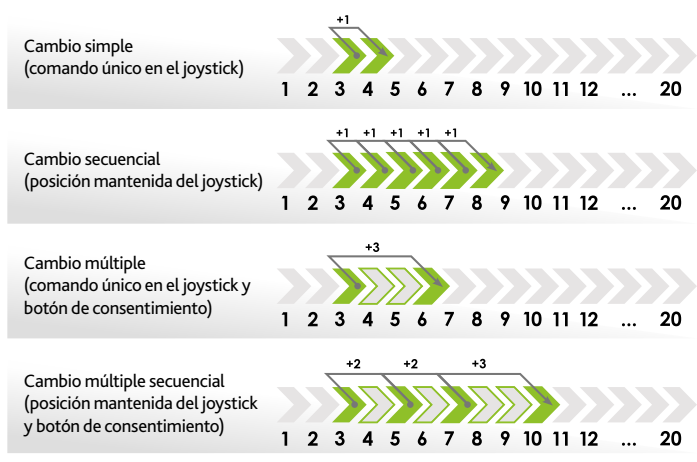 +1
Cambio simple
(comando único en el joystick)
1 2 3 4 5 6 7 8 9 10 11 12 ... 20
+1 +1 +1 +1 +1
Cambio secuencial
(posición mantenida del joystick)
1 2 3 4 5 6 7 8 9 10 11 12 ... 20
+3
Cambio múltiple
(comando único en el joystick y
botón de consentimiento)
1 2 3 4 5 6 7 8 9 10 11 12 ... 20
+2 +2 +3
Cambio múltiple secuencial
(posición mantenida del joystick
y botón de consentimiento)
1 2 3 4 5 6 7 8 9 10 11 12 ... 20